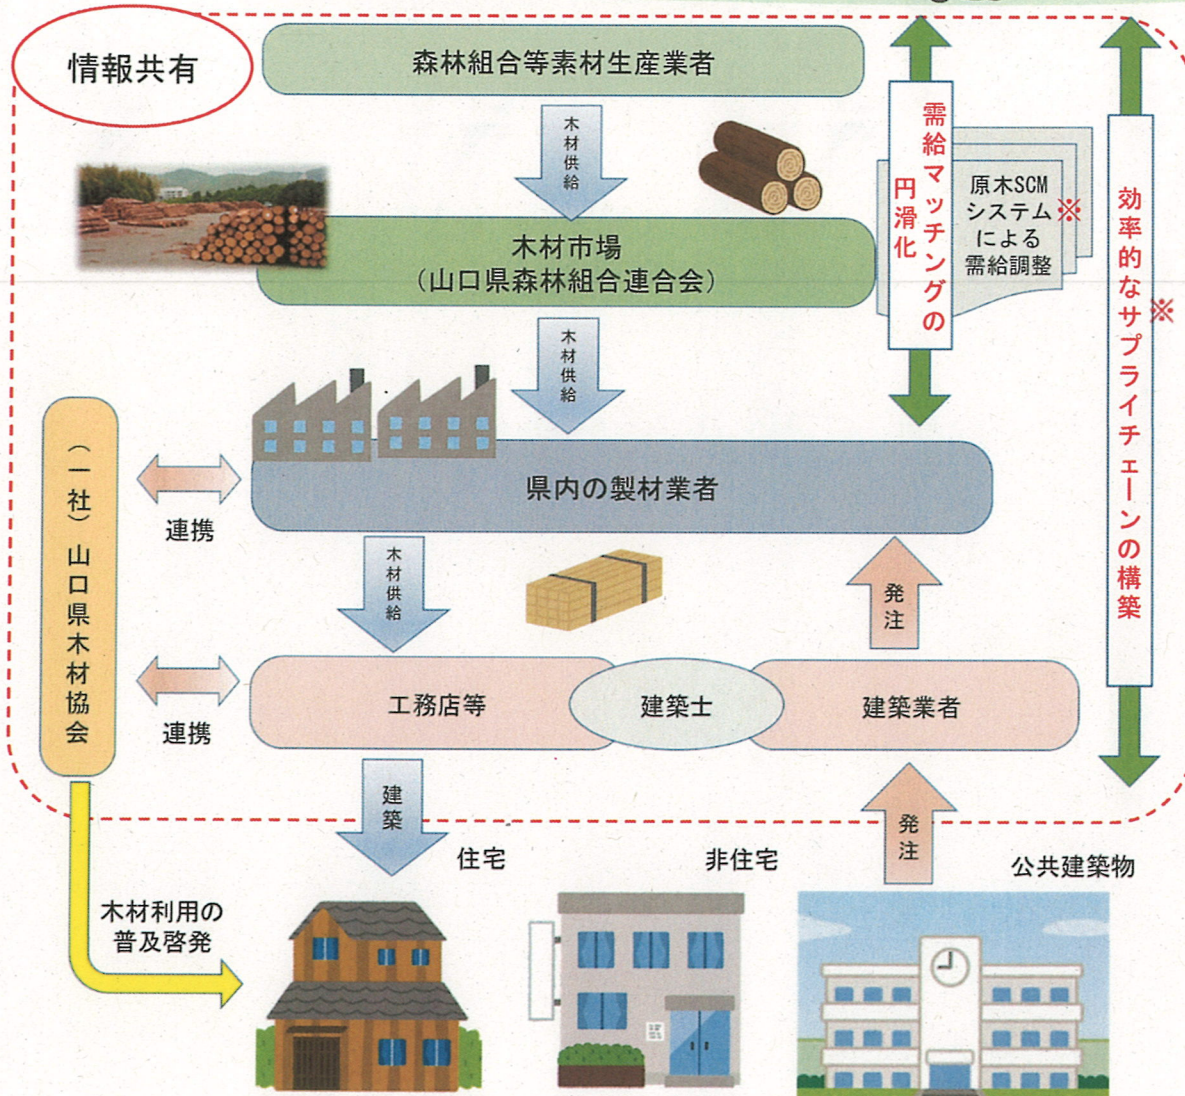 情報共有
森林組合等素材生産業者
木材供給
木材市場
（山口県森林組合連合会）
需給マッチングの
円滑化
原木SCM
システム※
による
需給調整
効率的なサプライチェーンの構築※
木材供給
県内の製材業者
（一社）山口県木材協会
連携
木材供給
発注
連携
工務店等
建築士
建築業者
建築
発注
住宅
非住宅
公共建築物
木材利用の
普及啓発